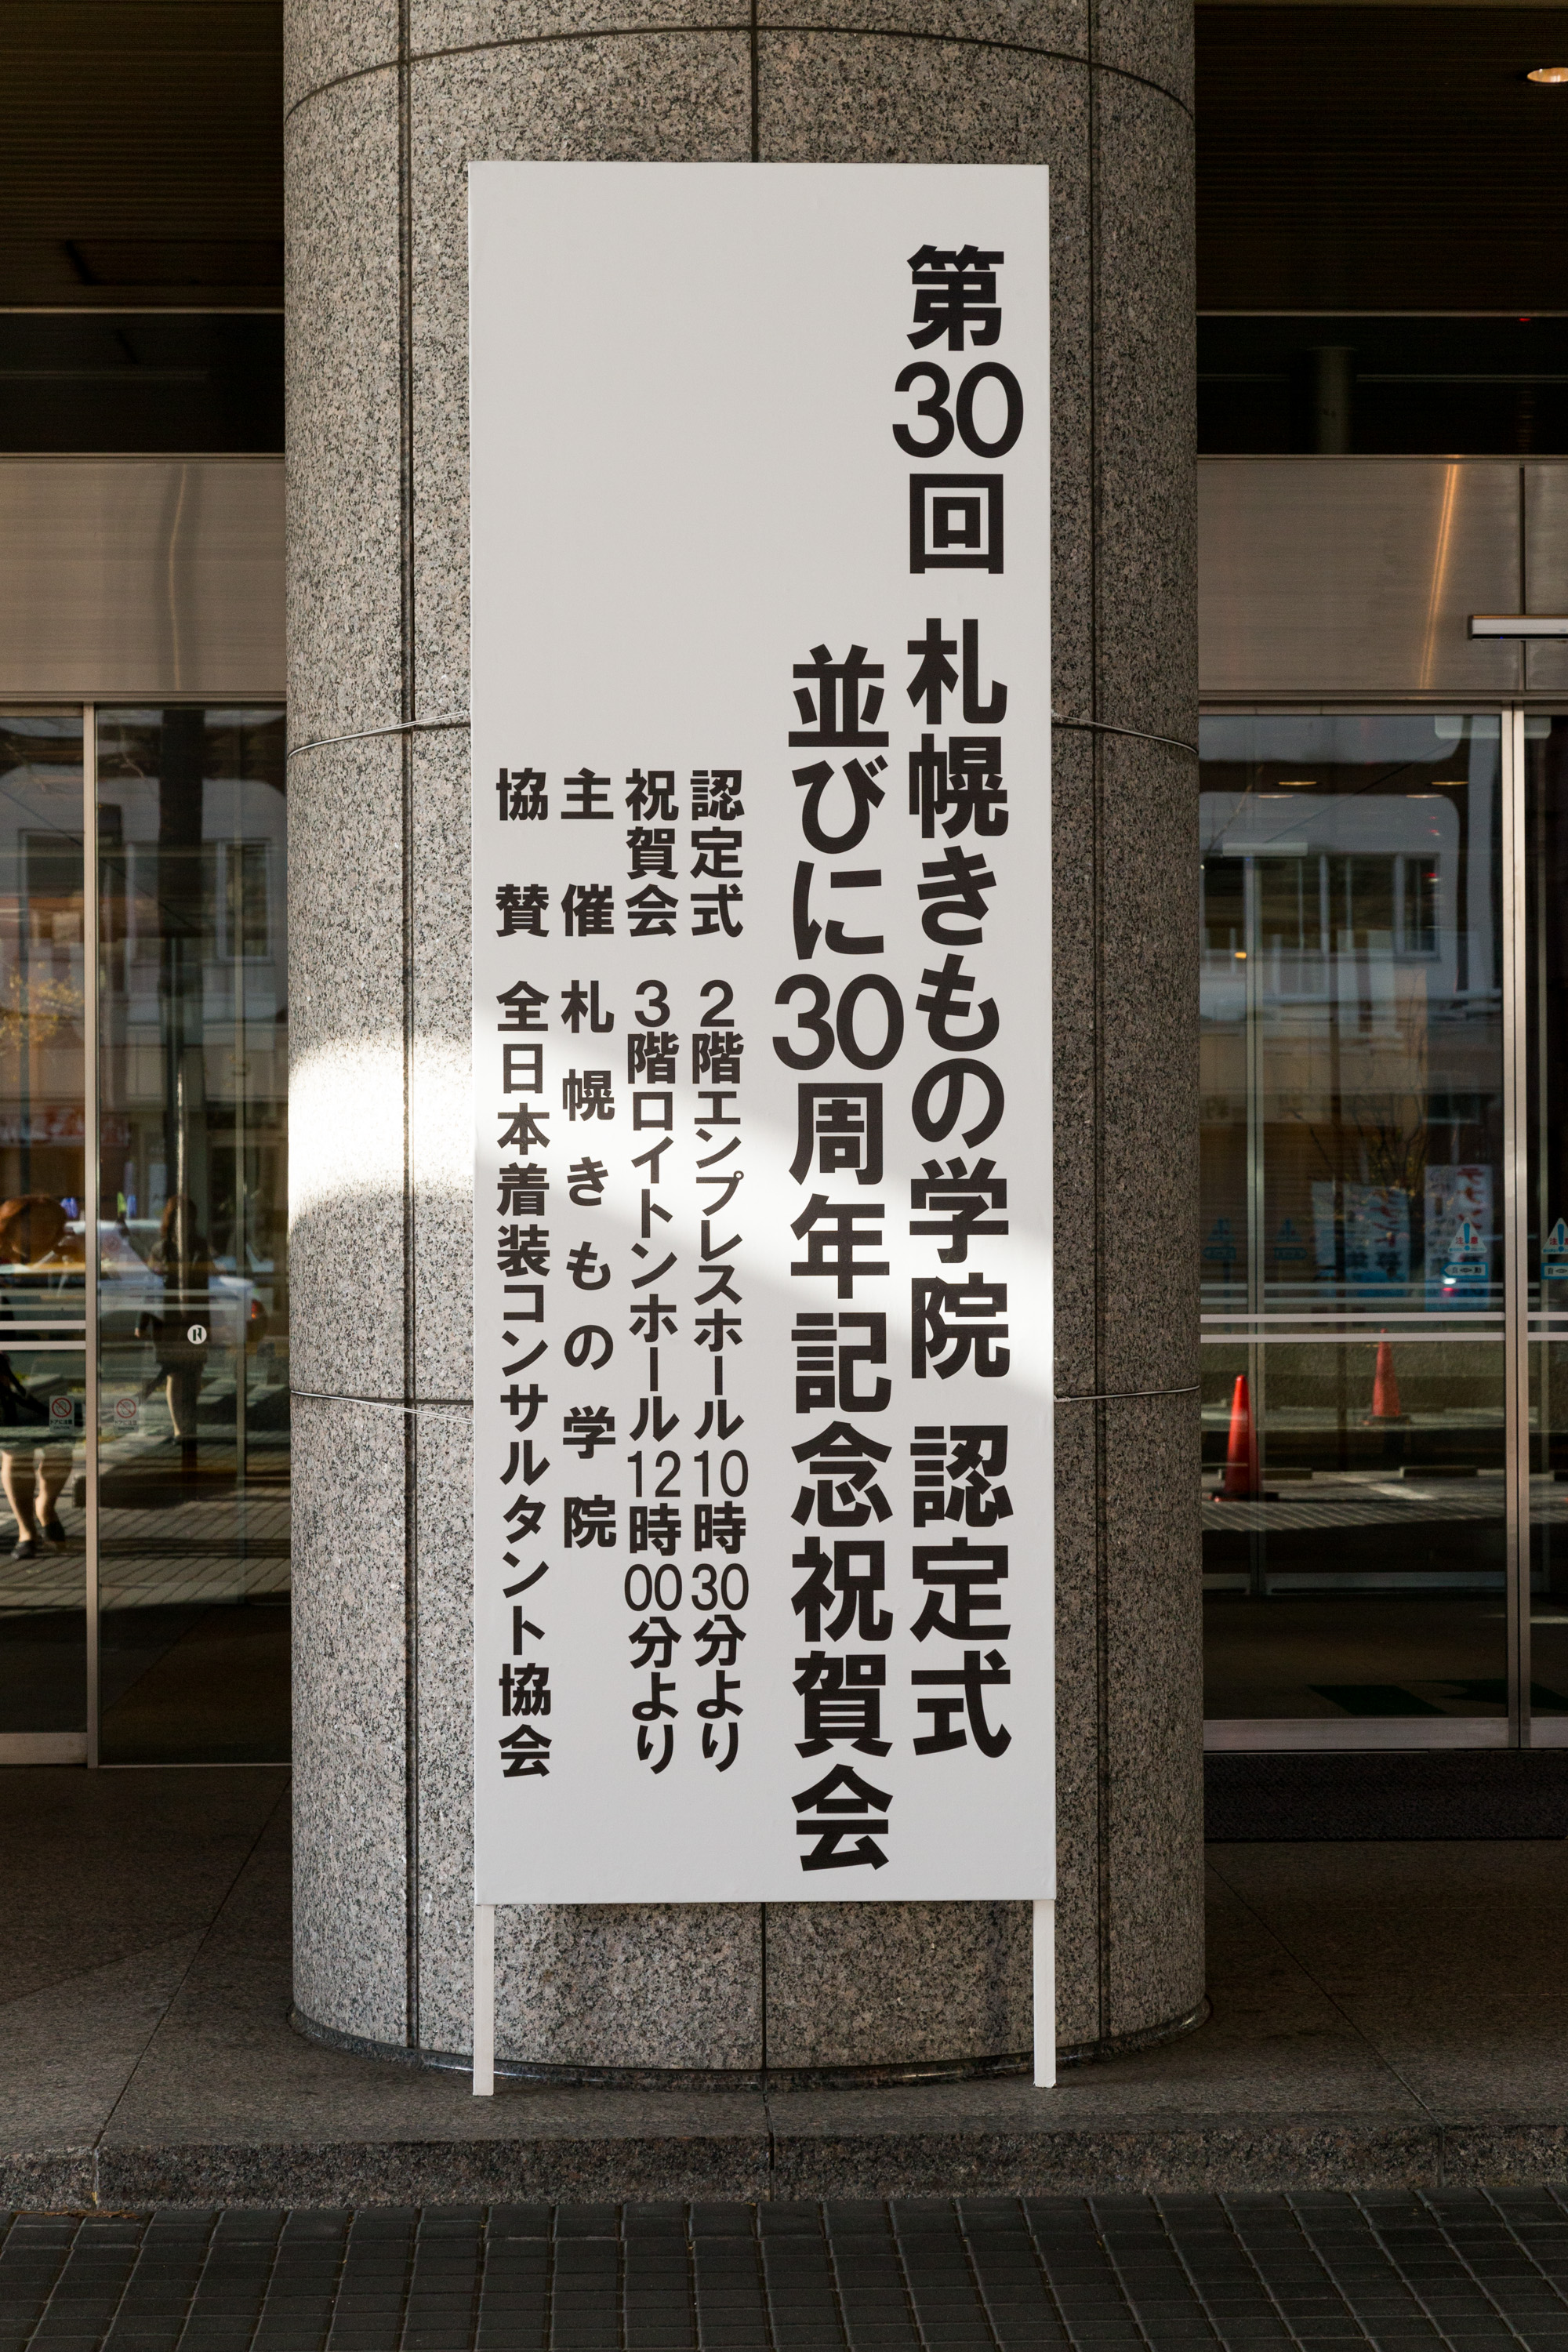 第30回 札幌きもの学院 認定式
並びに30周年記念祝賀会
認定式 2階エンプレスホール10時30分より
祝賀会 3階ロイトンホール12時00分より
主催 札幌きもの学院
協賛 全日本着装コンサルタント協会